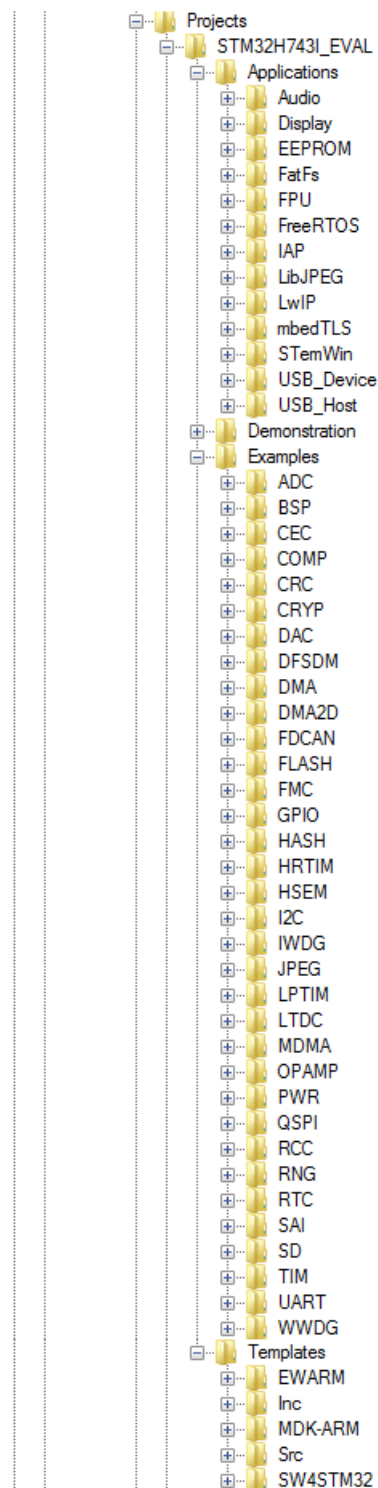 Projects
STM32H743I_EVAL
Applications
Audio
Display
EEPROM
FatFs
FPU
FreeRTOS
IAP
LibJPEG
LwIP
mbedTLS
STemWin
USB_Device
USB_Host
Demonstration
Examples
ADC
BSP
CEC
COMP
CRC
CRYP
DAC
DFSDM
DMA
DMA2D
FDCAN
FLASH
FMC
GPIO
HASH
HRTIM
HSEM
I2C
IWDG
JPEG
LPTIM
LTDC
MDMA
OPAMP
PWR
QSPI
RCC
RNG
RTC
SAI
SD
TIM
UART
WWDG
Templates
EWARM
Inc
MDK-ARM
Src
SW4STM32